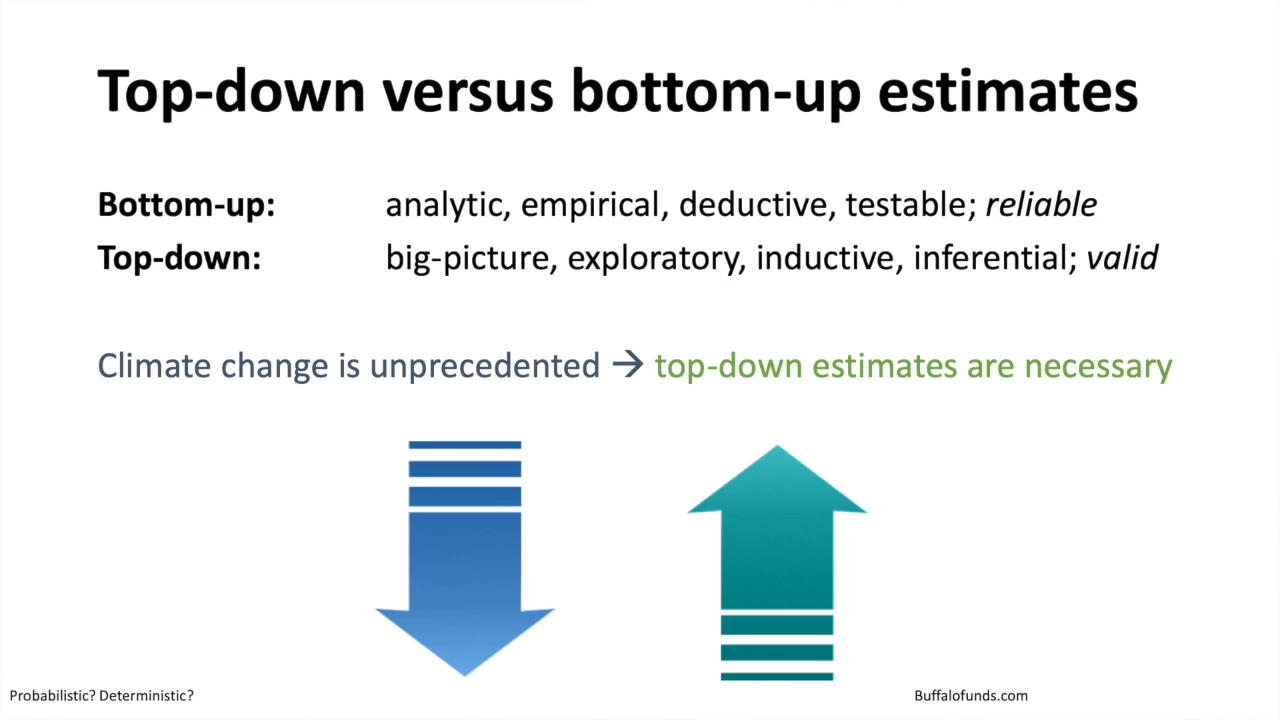 Top-down versus bottom-up estimates
Bottom-up: analytic, empirical, deductive, testable; reliable
Top-down: big-picture, exploratory, inductive, inferential; valid
Climate change is unprecedented → top-down estimates are necessary
Probabilistic? Deterministic?
Buffalofunds.com